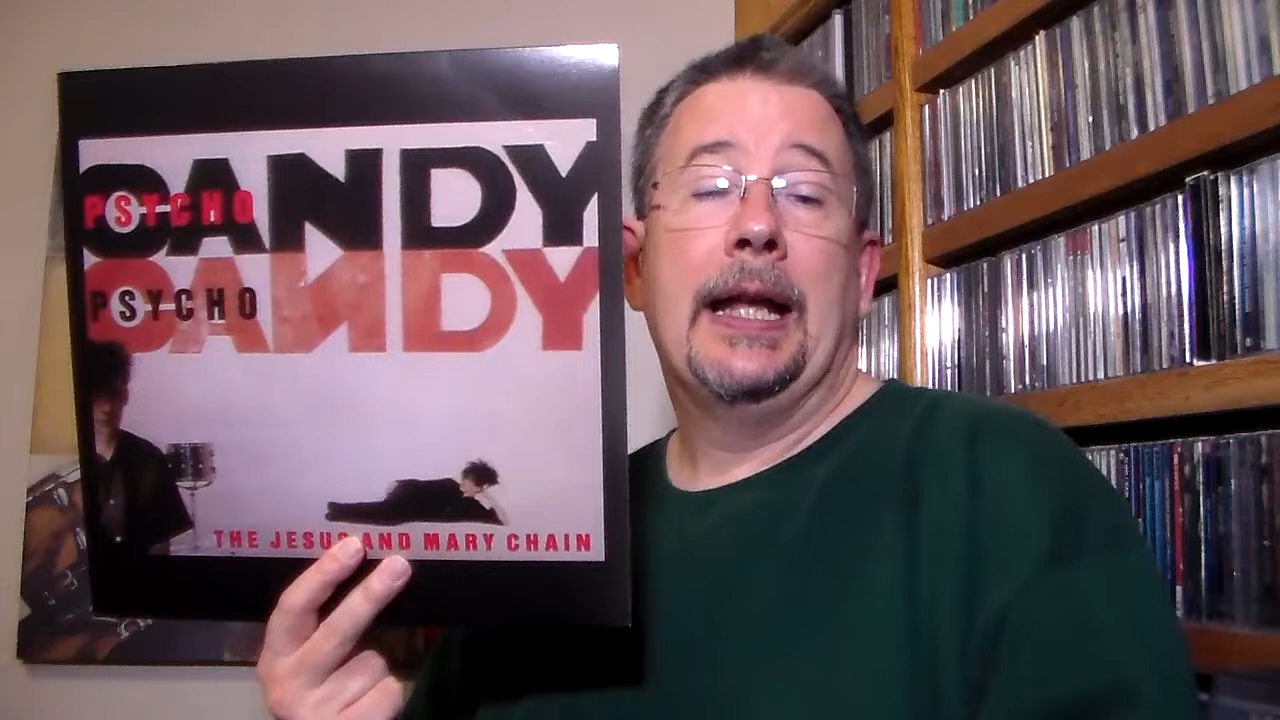 CANDY
PSYCHO
CANDY
PSYCHO
THE JESUS AND MARY CHAIN